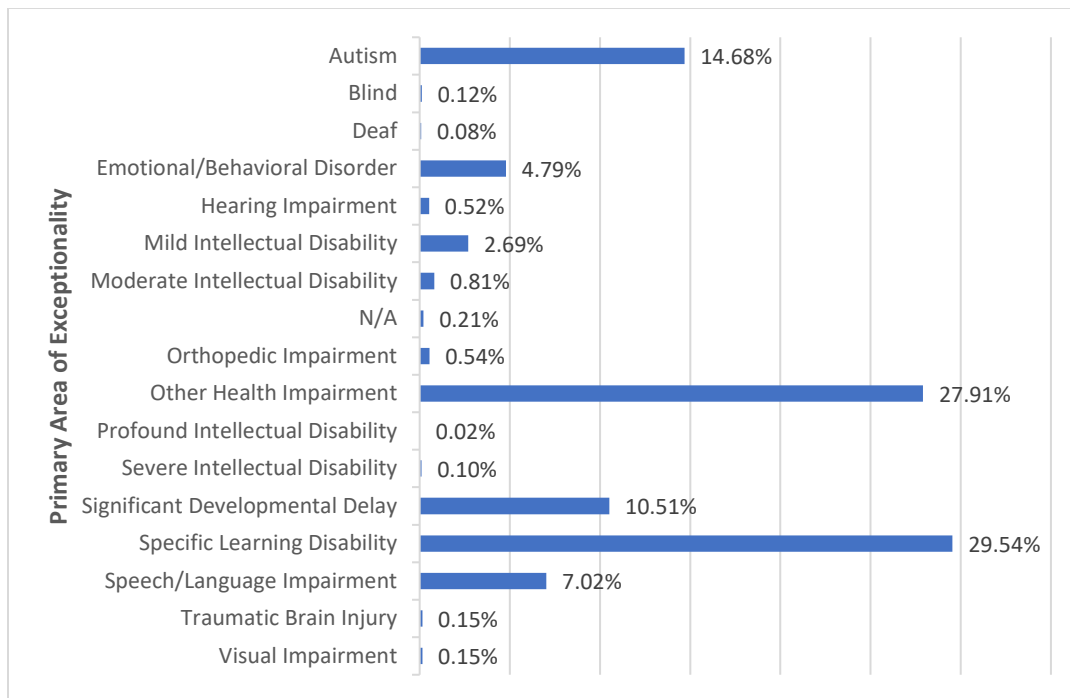 Primary Area of Exceptionality
Autism 14.68%
Blind 0.12%
Deaf 0.08%
Emotional/Behavioral Disorder 4.79%
Hearing Impairment 0.52%
Mild Intellectual Disability 2.69%
Moderate Intellectual Disability 0.81%
N/A 0.21%
Orthopedic Impairment 0.54%
Other Health Impairment 27.91%
Profound Intellectual Disability 0.02%
Severe Intellectual Disability 0.10%
Significant Developmental Delay 10.51%
Specific Learning Disability 29.54%
Speech/Language Impairment 7.02%
Traumatic Brain Injury 0.15%
Visual Impairment 0.15%